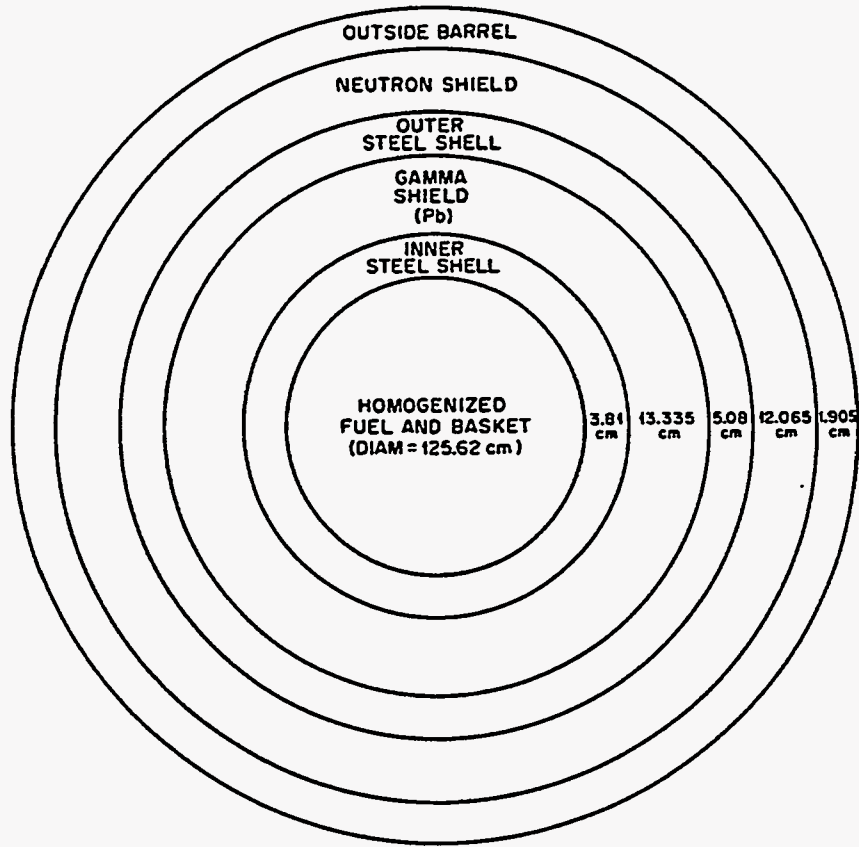 OUTSIDE BARREL
NEUTRON SHIELD
OUTER
STEEL SHELL
GAMMA
SHIELD
(Pb)
INNER
STEEL SHELL
HOMOGENIZED
FUEL AND BASKET
(DIAM = 125.62 cm)
3.81
cm
13.335
cm
5.08
cm
12.065
cm
1.905
cm